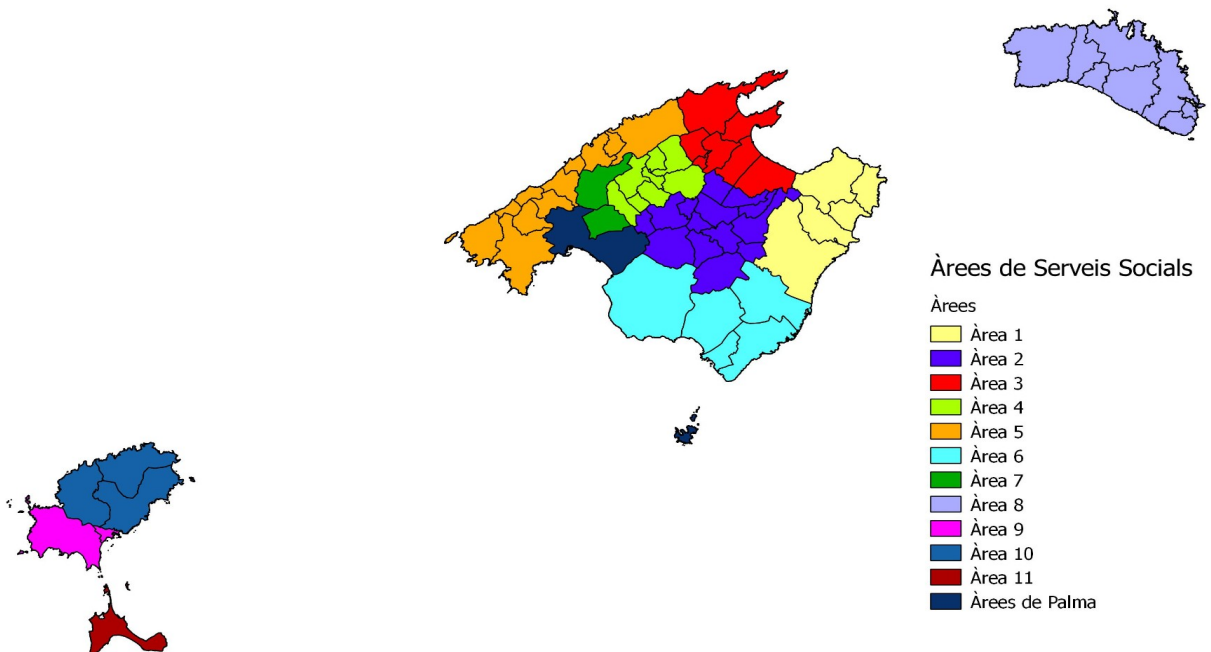 Àrees de Serveis Socials
Àrees
Àrea 1
Àrea 2
Àrea 3
Àrea 4
Àrea 5
Àrea 6
Àrea 7
Àrea 8
Àrea 9
Àrea 10
Àrea 11
Àrees de Palma